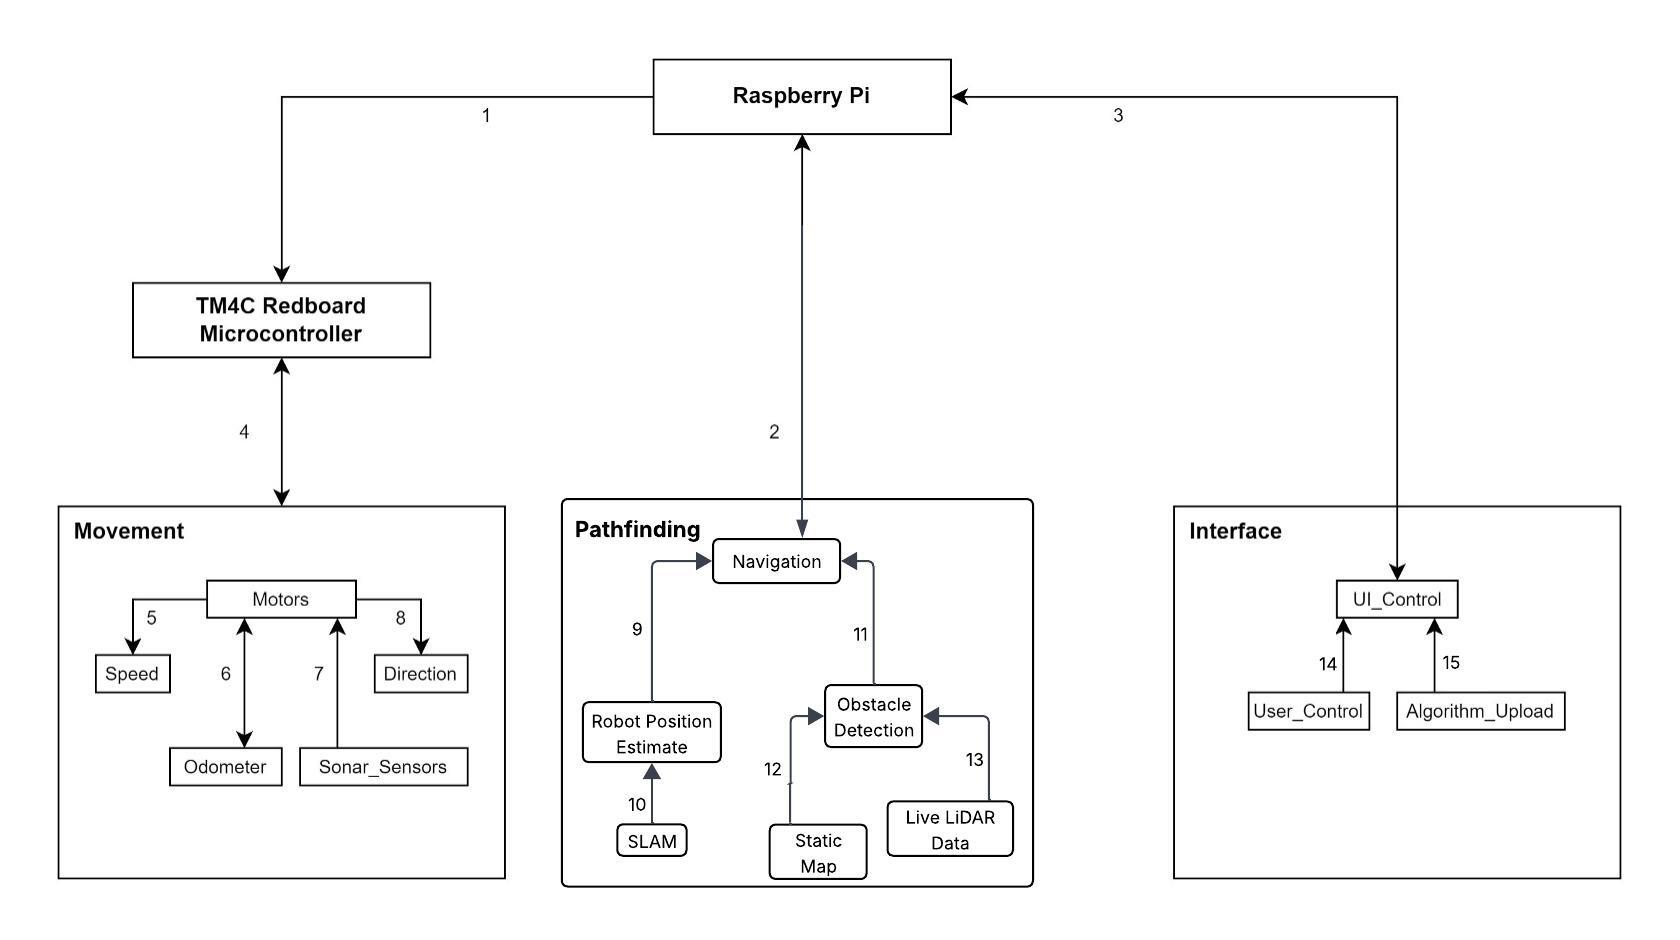 Raspberry Pi
1
3
TM4C Redboard
Microcontroller
4
2
Movement
Motors
5
8
Speed
6
7
Direction
Odometer
Sonar_Sensors
Pathfinding
Navigation
9
11
Robot Position
Estimate
Obstacle
Detection
10
12
13
SLAM
Static
Map
Live LiDAR
Data
Interface
UI_Control
14
15
User_Control
Algorithm_Upload